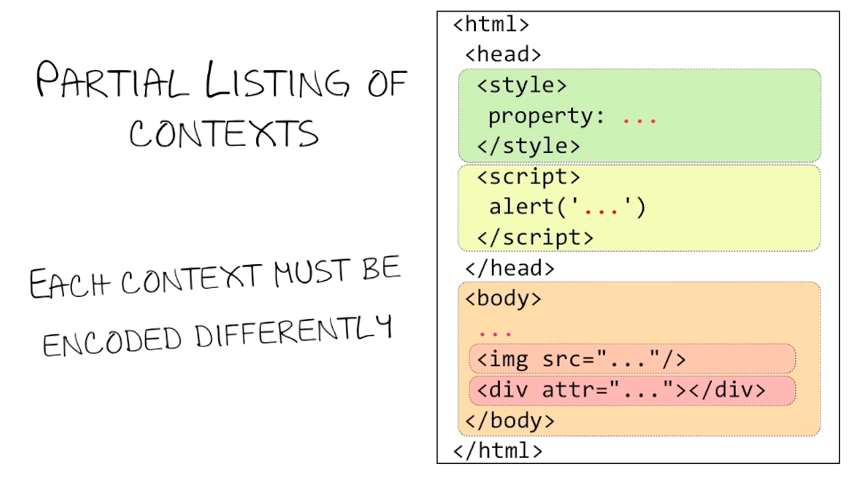 PARTIAL LISTING OF
CONTEXTS
EACH CONTEXT MUST BE
ENCODED DIFFERENTLY
<html>
<head>
<style>
property: ...
</style>
<script>
alert('...')
</script>
</head>
<body>
...
<img src="..."/>
<div attr="..."></div>
</body>
</html>